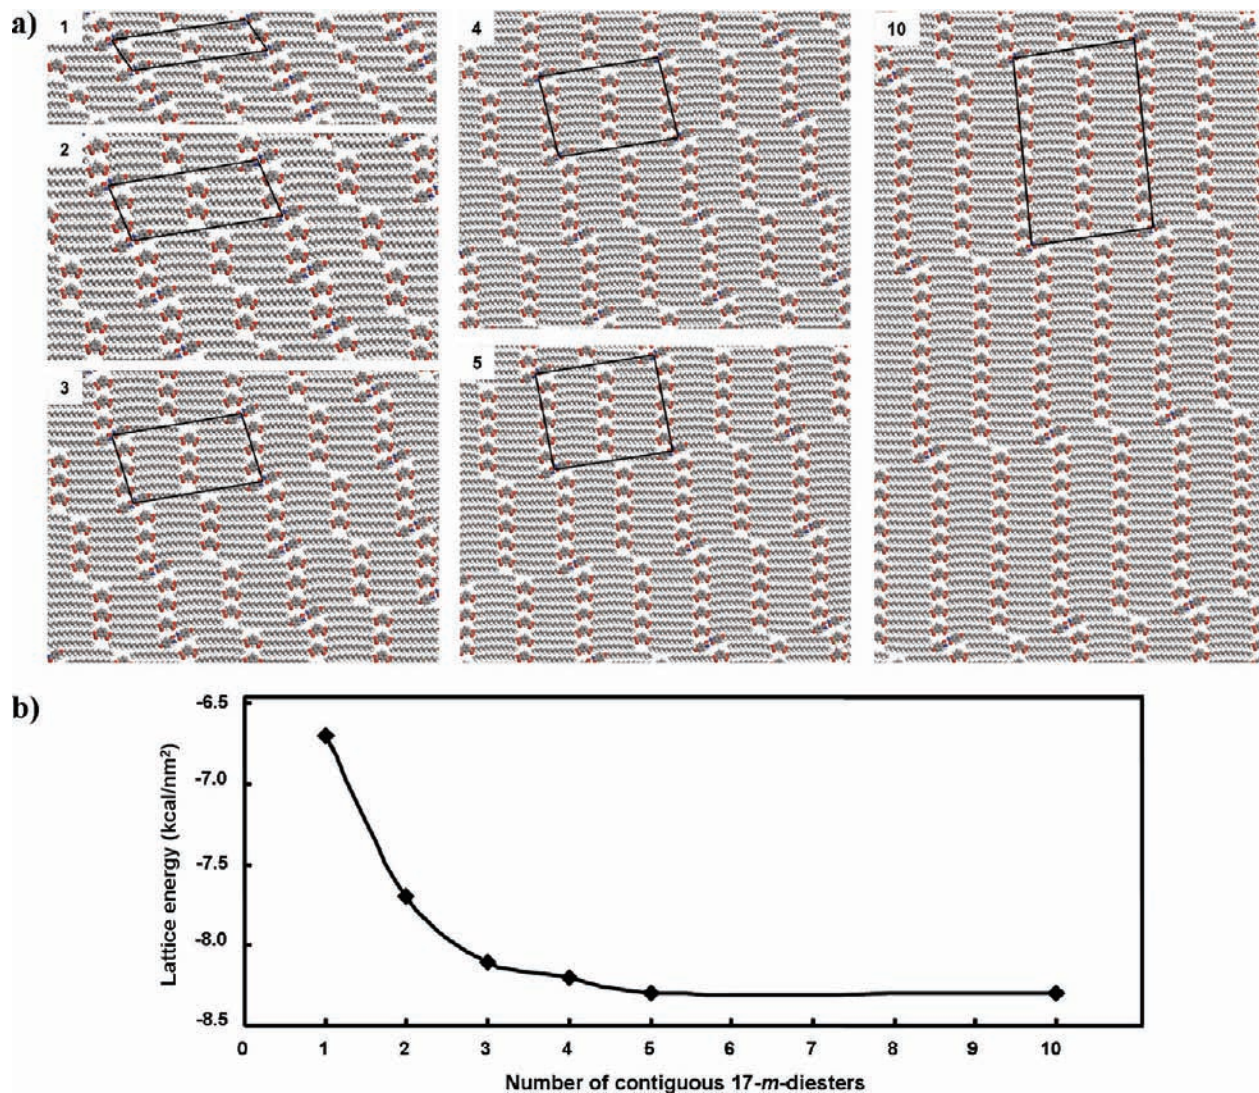 a)
1
2
3
4
5
10
b)
Lattice energy (kcal/nm²)
-6.5
-7.0
-7.5
-8.0
-8.5
0 1 2 3 4 5 6 7 8 9 10
Number of contiguous 17-m-diesters